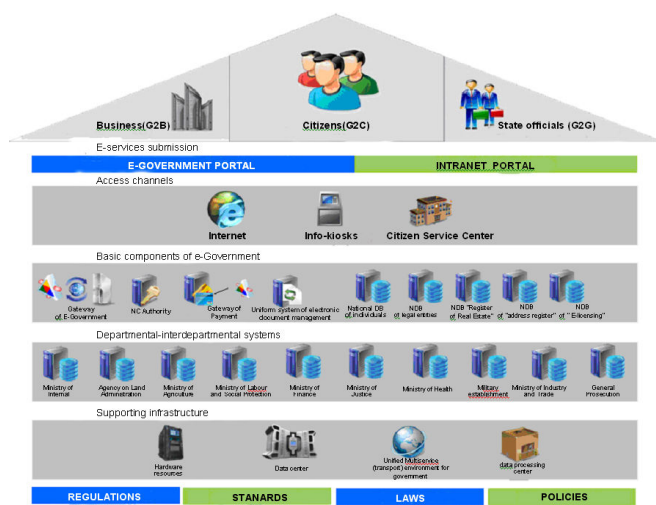 Business(G2B)
Citizens(G2C)
State officials (G2G)
E-services submission
E-GOVERNMENT PORTAL
INTRANET PORTAL
Access channels
Internet
Info-kiosks
Citizen Service Center
Basic components of e-Government
Gateway
of E-Government
NC Authority
Gateway of
Payment
Uniform system of electronic
document management
National DB
of individuals
NDB
of legal entities
NDB "Register
of Real Estate"
NDB
of "address register"
NDB
of "E-licensing"
Departmental-interdepartmental systems
Ministry of
Internal
Agency on Land
Administration
Ministry of
Agriculture
Ministry of Labour
and Social Protection
Ministry of
Finance
Ministry of
Justice
Ministry of Health
Military
establishment
Ministry of Industry
and Trade
General
Prosecution
Supporting infrastructure
Hardware
resources
Data center
Unified Multiservice
(transport) environment for
government
data processing
center
REGULATIONS
STANARDS
LAWS
POLICIES